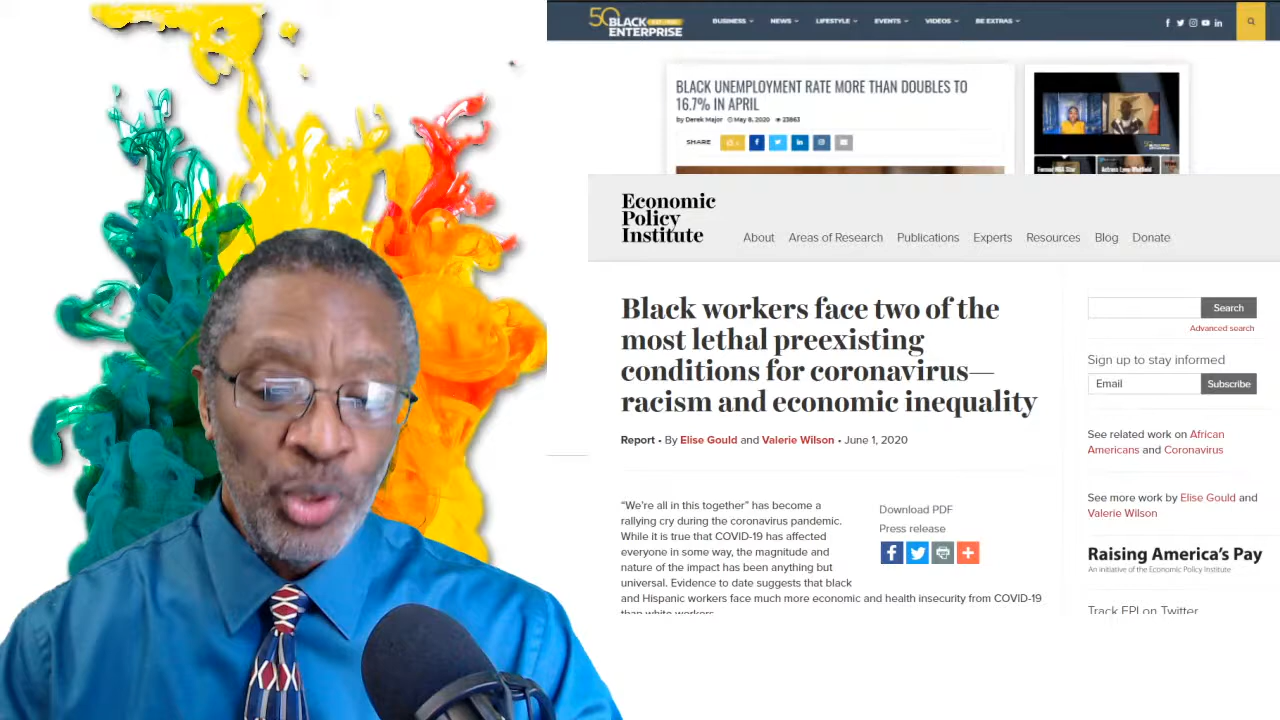 50
BLACK
ENTERPRISE
BUSINESS NEWS LIFESTYLE EVENTS VIDEOS BE EXTRAS
BLACK UNEMPLOYMENT RATE MORE THAN DOUBLES TO
16.7% IN APRIL
by Derek Major May 8, 2020 23863
SHARE
Economic
Policy
Institute
About Areas of Research Publications Experts Resources Blog Donate
Black workers face two of the
most lethal preexisting
conditions for coronavirus—
racism and economic inequality
Report • By Elise Gould and Valerie Wilson • June 1, 2020
“We’re all in this together” has become a
rallying cry during the coronavirus pandemic.
While it is true that COVID-19 has affected
everyone in some way, the magnitude and
nature of the impact has been anything but
universal. Evidence to date suggests that black
and Hispanic workers face much more economic and health insecurity from COVID-19
than white workers.
Download PDF
Press release
Search
Advanced search
Sign up to stay informed
Email Subscribe
See related work on African
Americans and Coronavirus
See more work by Elise Gould and
Valerie Wilson
Raising America’s Pay
An initiative of the Economic Policy Institute
Track EPI on Twitter